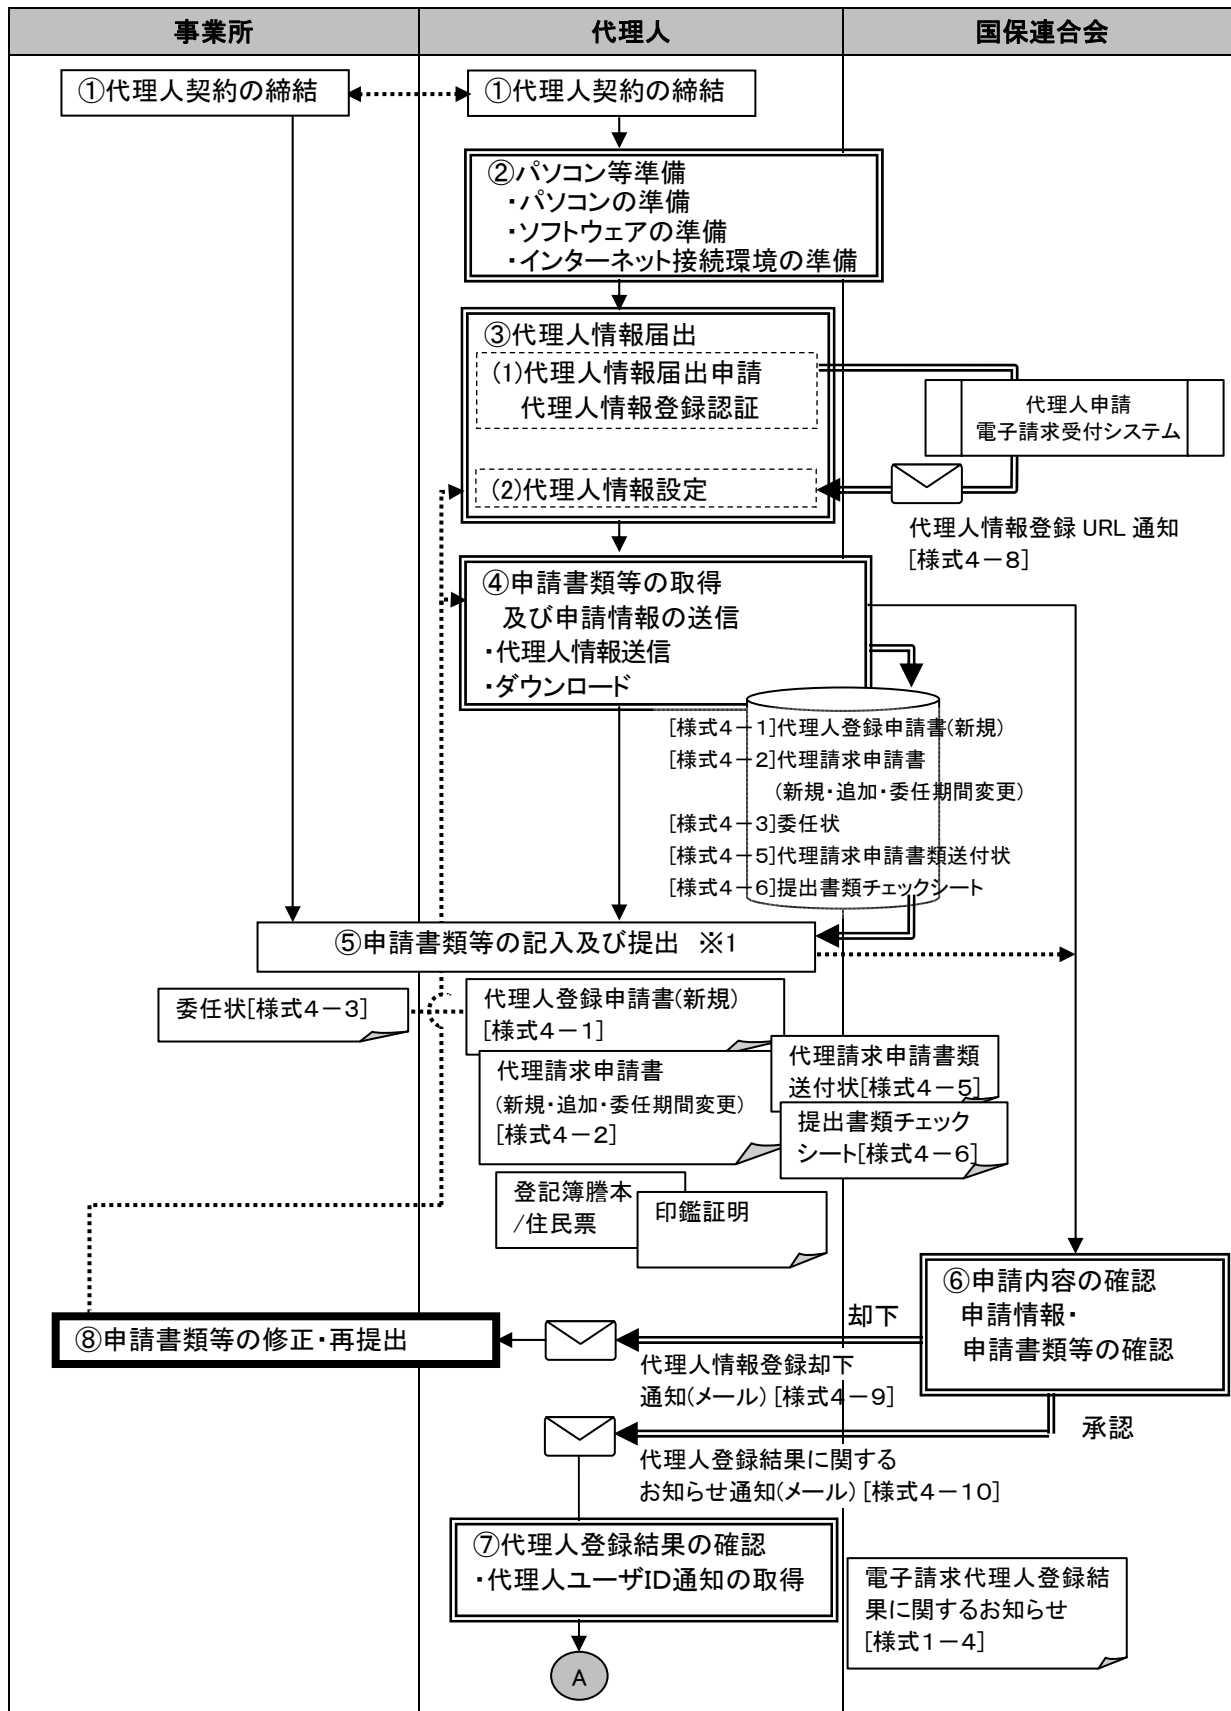 事業所
代理人
国保連合会
①代理人契約の締結
①代理人契約の締結
②パソコン等準備
・パソコンの準備
・ソフトウェアの準備
・インターネット接続環境の準備
③代理人情報届出
(1)代理人情報届出申請
代理人情報登録認証
代理人申請
電子請求受付システム
(2)代理人情報設定
代理人情報登録 URL 通知
[様式4－8]
④申請書類等の取得
及び申請情報の送信
・代理人情報送信
・ダウンロード
[様式4－1]代理人登録申請書(新規)
[様式4－2]代理請求申請書
(新規・追加・委任期間変更)
[様式4－3]委任状
[様式4－5]代理請求申請書類送付状
[様式4－6]提出書類チェックシート
⑤申請書類等の記入及び提出 ※1
委任状[様式4－3]
代理人登録申請書(新規)
[様式4－1]
代理請求申請書
(新規・追加・委任期間変更)
[様式4－2]
代理請求申請書類
送付状[様式4－5]
提出書類チェック
シート[様式4－6]
登記簿謄本
/住民票
印鑑証明
⑥申請内容の確認
申請情報・
申請書類等の確認
却下
⑧申請書類等の修正・再提出
代理人情報登録却下
通知(メール) [様式4－9]
承認
代理人登録結果に関する
お知らせ通知(メール) [様式4－10]
⑦代理人登録結果の確認
・代理人ユーザID通知の取得
電子請求代理人登録結
果に関するお知らせ
[様式1－4]
A